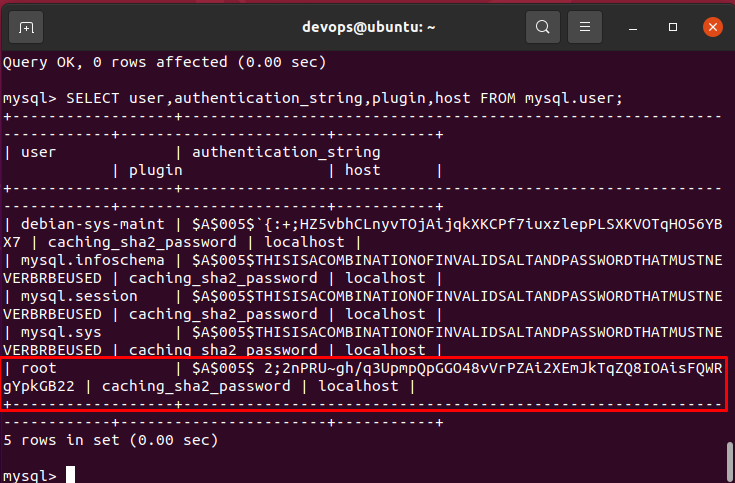 devops@ubuntu: ~
Query OK, 0 rows affected (0.00 sec)
mysql> SELECT user,authentication_string,plugin,host FROM mysql.user;
+------------------+-----------------------------------------------------
-------------+-----------------------+-----------+
| user             | authentication_string
             | plugin                | host      |
+------------------+-----------------------------------------------------
-------------+-----------------------+-----------+
| debian-sys-maint | $A$005$`{:+;HZ5vbhCLnyvTOjAijqkXKCPf7iuxzlepPLSXKVOTqHO56YB
X7 | caching_sha2_password | localhost |
| mysql.infoschema | $A$005$THISISACOMBINATIONOFINVALIDSALTANDPASSWORDTHATMUSTNE
VERBRBEUSED | caching_sha2_password | localhost |
| mysql.session    | $A$005$THISISACOMBINATIONOFINVALIDSALTANDPASSWORDTHATMUSTNE
VERBRBEUSED | caching_sha2_password | localhost |
| mysql.sys        | $A$005$THISISACOMBINATIONOFINVALIDSALTANDPASSWORDTHATMUSTNE
VERBRBEUSED | caching_sha2_password | localhost |
| root             | $A$005$ 2;2nPRU~gh/q3UpmpQpGGO48vVrPZAi2XEmJkTqZQ8IOAisFQWR
gYpkGB22 | caching_sha2_password | localhost |
+------------------+-----------------------------------------------------
-------------+-----------------------+-----------+
5 rows in set (0.00 sec)
mysql>